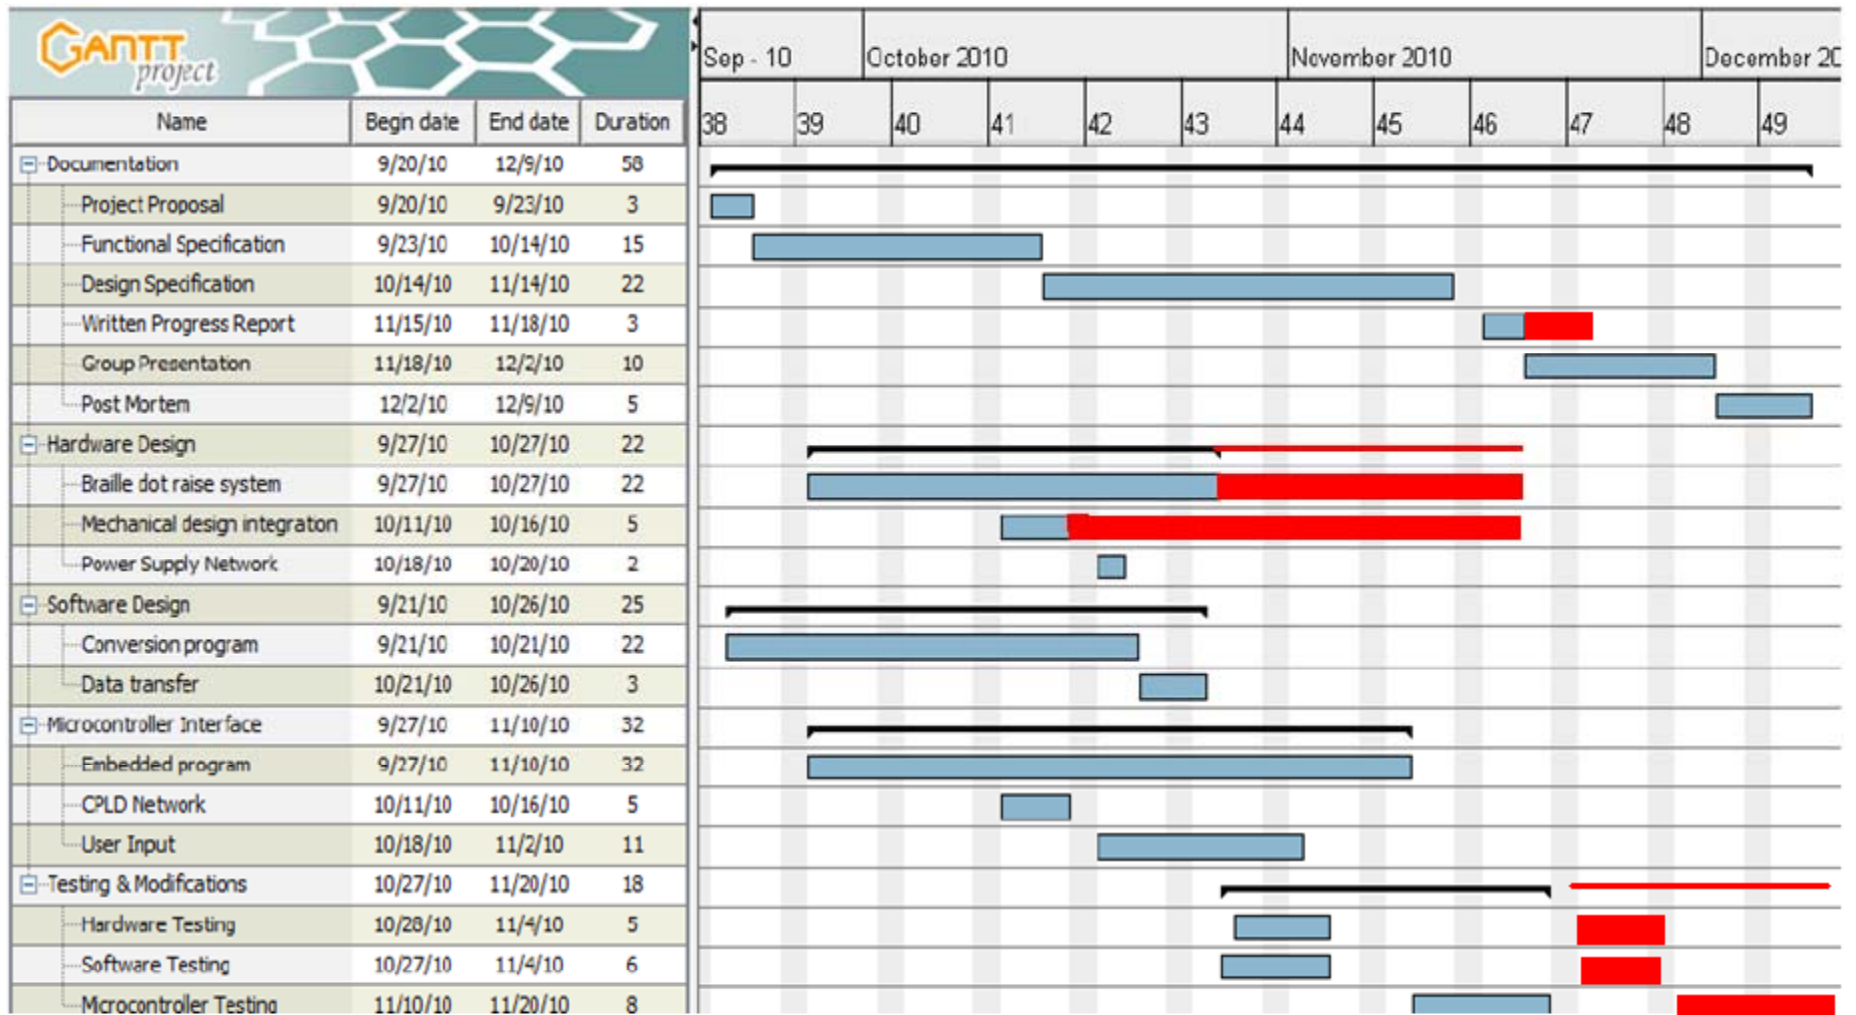 GANTT
project
Sep - 10 October 2010 November 2010 December 20
Name Begin date End date Duration 38 39 40 41 42 43 44 45 46 47 48 49
Documentation 9/20/10 12/9/10 58
Project Proposal 9/20/10 9/23/10 3
Functional Specification 9/23/10 10/14/10 15
Design Specification 10/14/10 11/14/10 22
Written Progress Report 11/15/10 11/18/10 3
Group Presentation 11/18/10 12/2/10 10
Post Mortem 12/2/10 12/9/10 5
Hardware Design 9/27/10 10/27/10 22
Braille dot raise system 9/27/10 10/27/10 22
Mechanical design integration 10/11/10 10/16/10 5
Power Supply Network 10/18/10 10/20/10 2
Software Design 9/21/10 10/26/10 25
Conversion program 9/21/10 10/21/10 22
Data transfer 10/21/10 10/26/10 3
Microcontroller Interface 9/27/10 11/10/10 32
Embedded program 9/27/10 11/10/10 32
CPLD Network 10/11/10 10/16/10 5
User Input 10/18/10 11/2/10 11
Testing & Modifcations 10/27/10 11/20/10 18
Hardware Testing 10/28/10 11/4/10 5
Software Testing 10/27/10 11/4/10 6
Microcontroller Testing 11/10/10 11/20/10 8